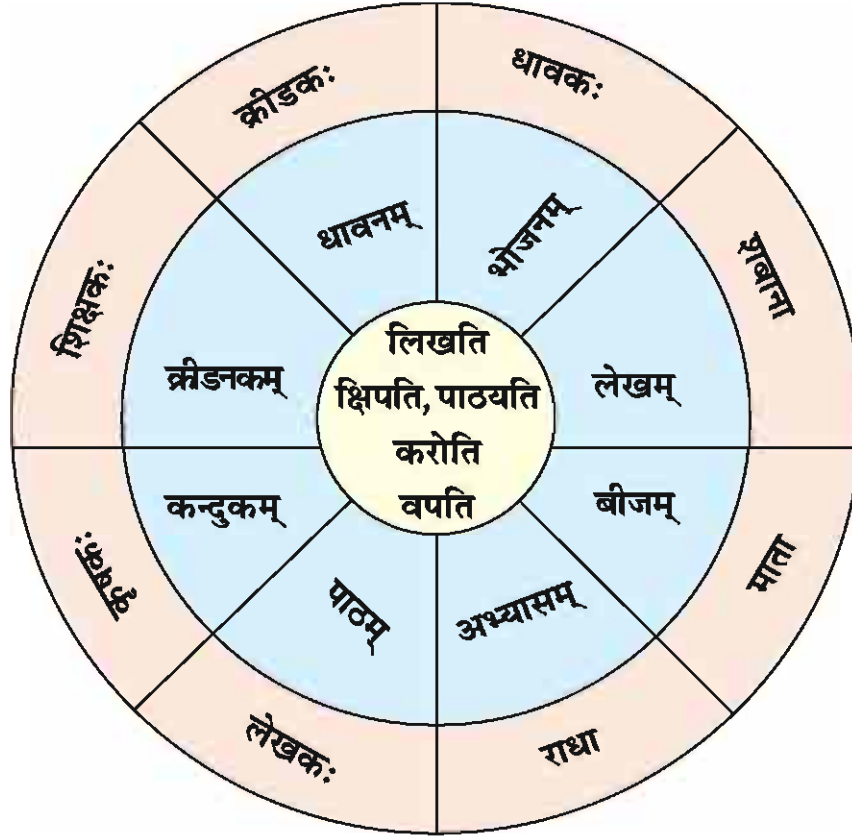 क्रीडकः
धावकः
शबाना
माता
राधा
लेखकः
कृषकः
शिक्षकः
धावनम्
भोजनम्
लेखम्
बीजम्
अभ्यासम्
पाठम्
कन्दुकम्
क्रीडनकम्
लिखति
क्षिपति, पाठयति
करोति
वपति